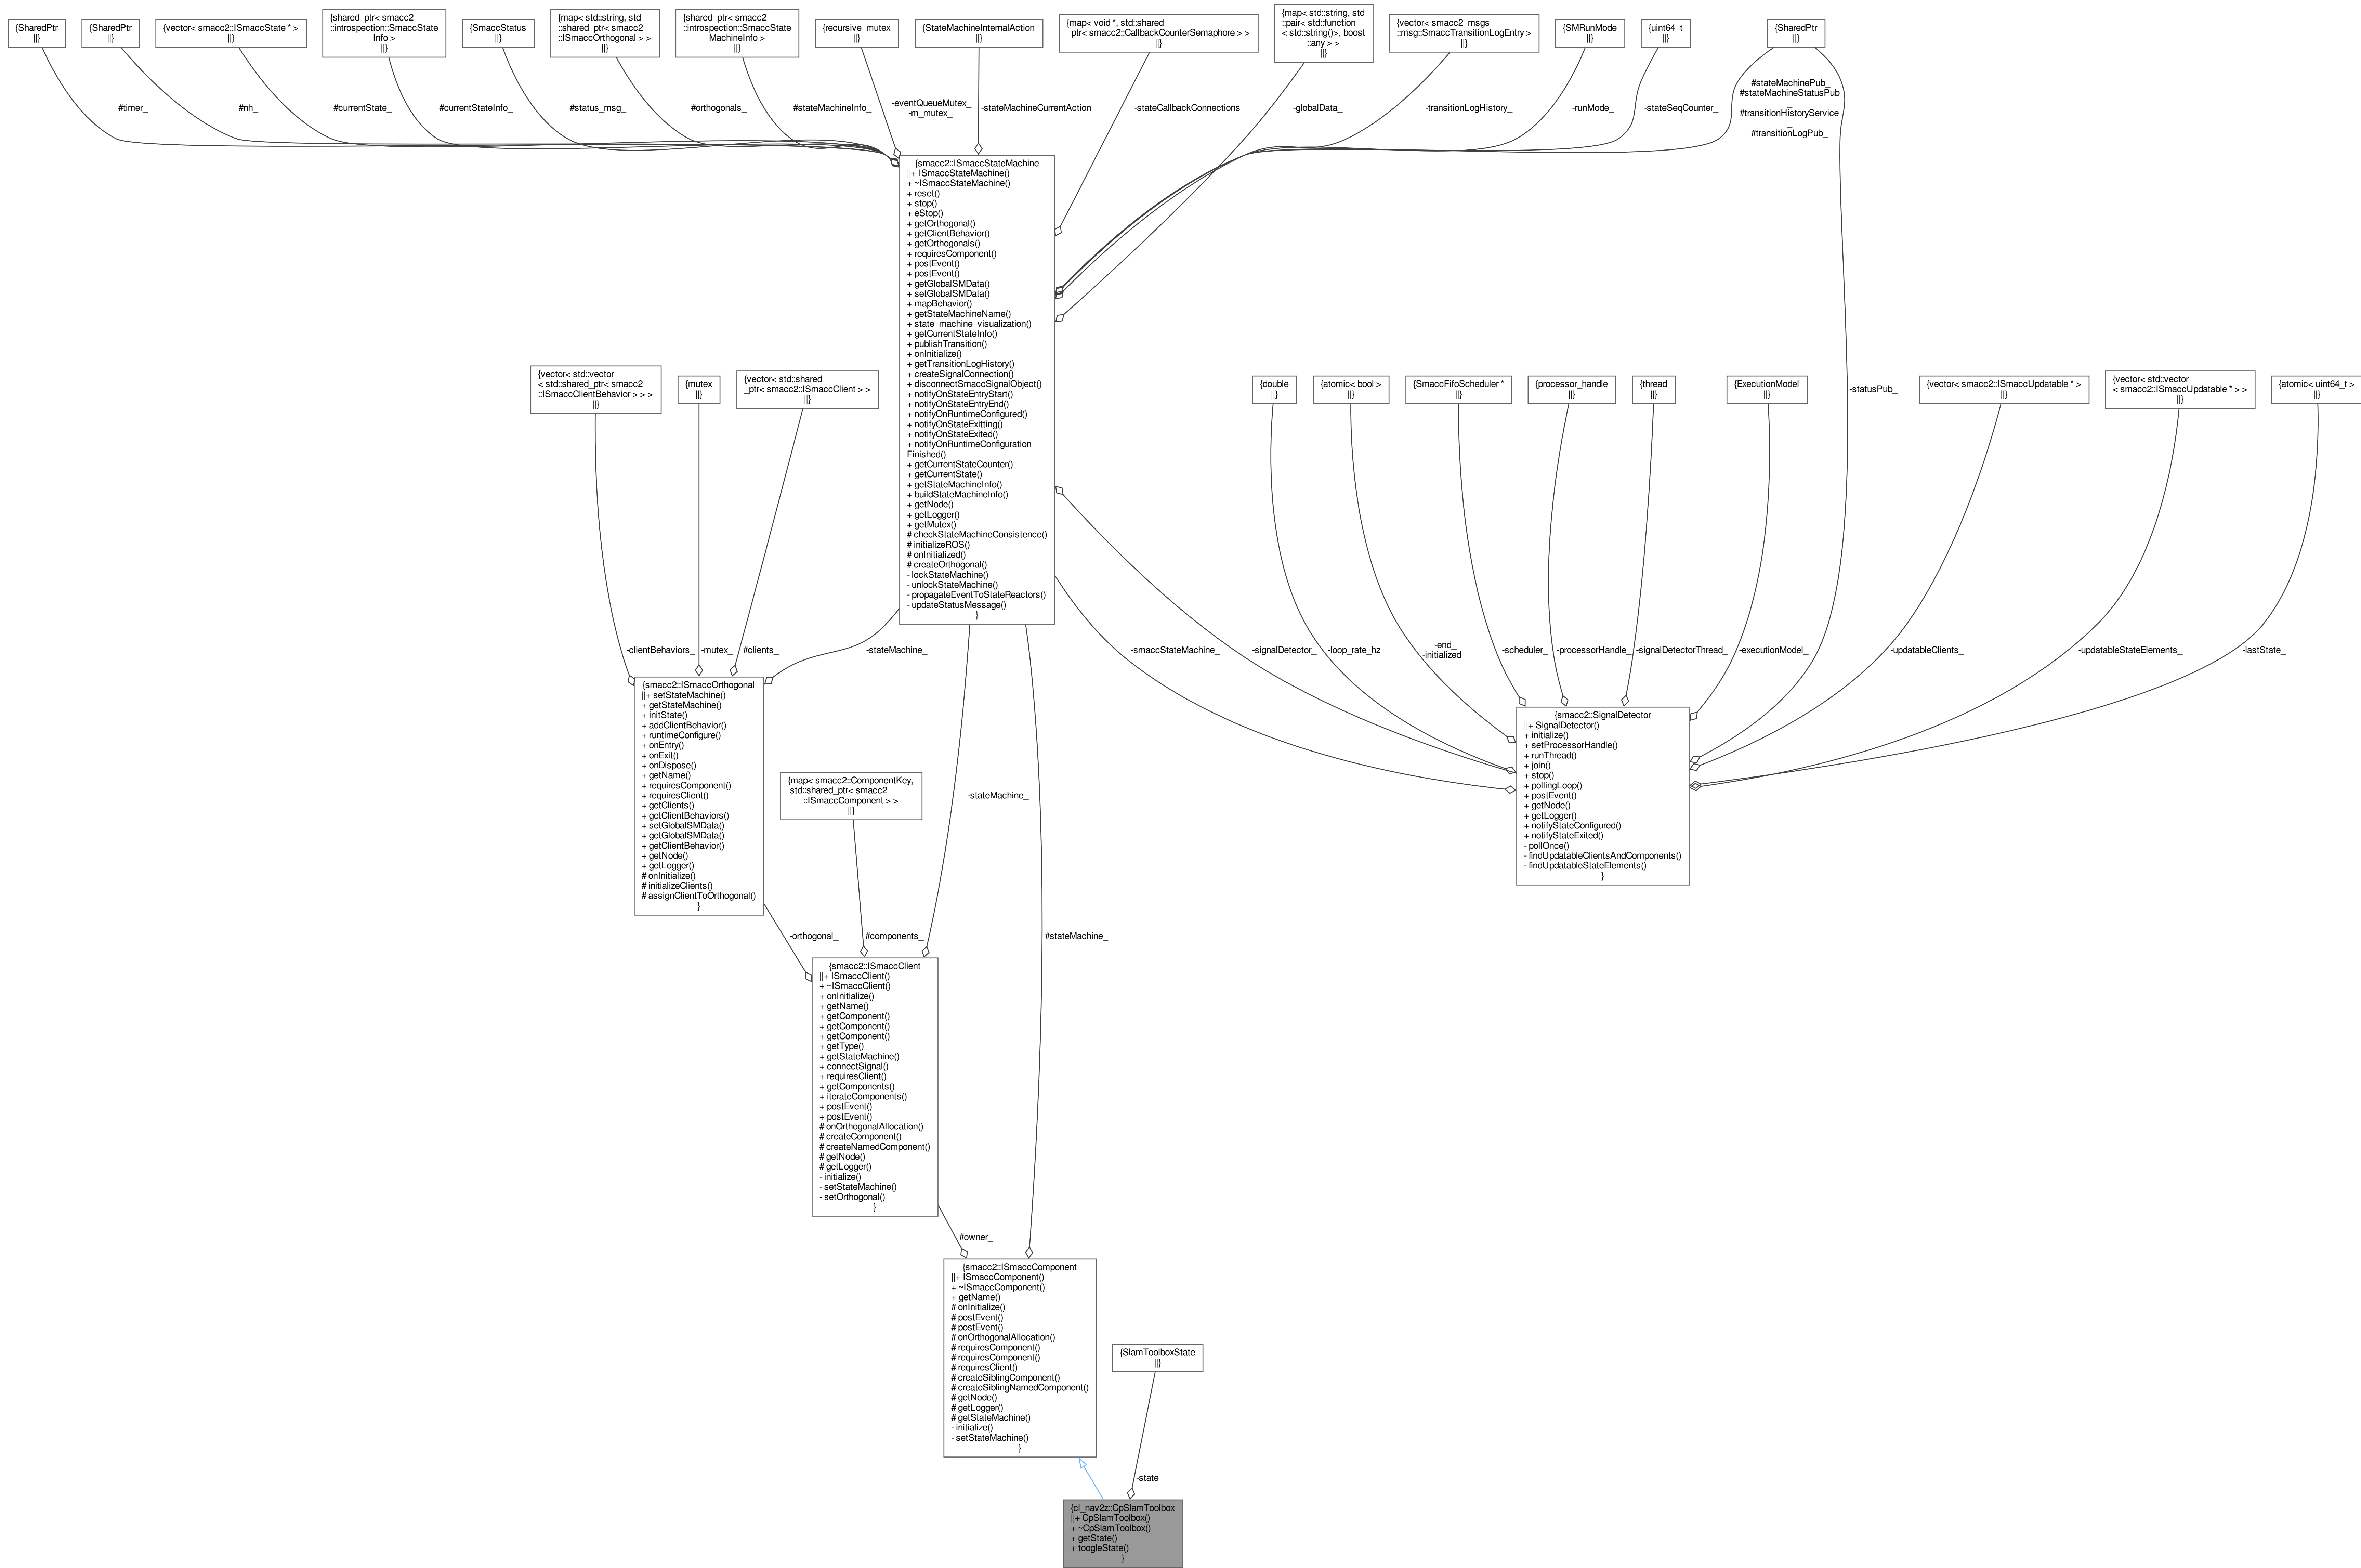 {SharedPtr
||}
{SharedPtr
||}
{vector< smacc2::ISmaccState * >
||}
{shared_ptr< smacc2
::introspection::SmaccState
Info >
||}
{SmaccStatus
||}
{map< std::string, std
::shared_ptr< smacc2
::ISmaccOrthogonal > >
||}
{shared_ptr< smacc2
::introspection::SmaccState
MachineInfo >
||}
{recursive_mutex
||}
{StateMachineInternalAction
||}
{map< void *, std::shared
_ptr< smacc2::CallbackCounterSemaphore > >
||}
{map< std::string, std
::pair< std::function
< std::string()>, boost
::any > >
||}
{vector< smacc2_msgs
::msg::SmaccTransitionLogEntry >
||}
{SMRunMode
||}
{uint64_t
||}
{SharedPtr
||}
#timer_
#nh_
#currentState_
#currentStateInfo_
#status_msg_
#orthogonals_
#stateMachineInfo_
-eventQueueMutex_
-m_mutex_
-stateMachineCurrentAction
-stateCallbackConnections
-globalData_
-transitionLogHistory_
-runMode_
-stateSeqCounter_
#stateMachinePub_
#stateMachineStatusPub
_
#transitionHistoryService
_
#transitionLogPub_
{smacc2::ISmaccStateMachine
||+ ISmaccStateMachine()
+ ~ISmaccStateMachine()
+ reset()
+ stop()
+ eStop()
+ getOrthogonal()
+ getClientBehavior()
+ getOrthogonals()
+ requiresComponent()
+ postEvent()
+ postEvent()
+ getGlobalSMData()
+ setGlobalSMData()
+ mapBehavior()
+ getStateMachineName()
+ state_machine_visualization()
+ getCurrentStateInfo()
+ publishTransition()
+ onInitialize()
+ getTransitionLogHistory()
+ createSignalConnection()
+ disconnectSmaccSignalObject()
+ notifyOnStateEntryStart()
+ notifyOnStateEntryEnd()
+ notifyOnRuntimeConfigured()
+ notifyOnStateExitting()
+ notifyOnStateExited()
+ notifyOnRuntimeConfiguration
Finished()
+ getCurrentStateCounter()
+ getCurrentState()
+ getStateMachineInfo()
+ buildStateMachineInfo()
+ getNode()
+ getLogger()
+ getMutex()
# checkStateMachineConsistence()
# initializeROS()
# onInitialized()
# createOrthogonal()
- lockStateMachine()
- unlockStateMachine()
- propagateEventToStateReactors()
- updateStatusMessage()
}
{vector< std::vector
< std::shared_ptr< smacc2
::ISmaccClientBehavior > > >
||}
{mutex
||}
{vector< std::shared
_ptr< smacc2::ISmaccClient > >
||}
{double
||}
{atomic< bool >
||}
{SmaccFifoScheduler *
||}
{processor_handle
||}
{thread
||}
{ExecutionModel
||}
-statusPub_
{vector< smacc2::ISmaccUpdatable * >
||}
{vector< std::vector
< smacc2::ISmaccUpdatable * > >
||}
{atomic< uint64_t >
||}
-clientBehaviors_
-mutex_
#clients_
-stateMachine_
-smaccStateMachine_
-signalDetector_
-loop_rate_hz
-end_
-initialized_
-scheduler_
-processorHandle_
-signalDetectorThread_
-executionModel_
-updatableClients_
-updatableStateElements_
-lastState_
{smacc2::ISmaccOrthogonal
||+ setStateMachine()
+ getStateMachine()
+ initState()
+ addClientBehavior()
+ runtimeConfigure()
+ onEntry()
+ onExit()
+ onDispose()
+ getName()
+ requiresComponent()
+ requiresClient()
+ getClients()
+ getClientBehaviors()
+ setGlobalSMData()
+ getGlobalSMData()
+ getClientBehavior()
+ getNode()
+ getLogger()
# onInitialize()
# initializeClients()
# assignClientToOrthogonal()
}
{smacc2::SignalDetector
||+ SignalDetector()
+ initialize()
+ setProcessorHandle()
+ runThread()
+ join()
+ stop()
+ pollingLoop()
+ postEvent()
+ getNode()
+ getLogger()
+ notifyStateConfigured()
+ notifyStateExited()
- pollOnce()
- findUpdatableClientsAndComponents()
- findUpdatableStateElements()
}
{map< smacc2::ComponentKey,
std::shared_ptr< smacc2
::ISmaccComponent > >
||}
-stateMachine_
-orthogonal_
#components_
#stateMachine_
{smacc2::ISmaccClient
||+ ISmaccClient()
+ ~ISmaccClient()
+ onInitialize()
+ getName()
+ getComponent()
+ getComponent()
+ getComponent()
+ getType()
+ getStateMachine()
+ connectSignal()
+ requiresClient()
+ getComponents()
+ iterateComponents()
+ postEvent()
+ postEvent()
# onOrthogonalAllocation()
# createComponent()
# createNamedComponent()
# getNode()
# getLogger()
- initialize()
- setStateMachine()
- setOrthogonal()
}
#owner_
{smacc2::ISmaccComponent
||+ ISmaccComponent()
+ ~ISmaccComponent()
+ getName()
# onInitialize()
# postEvent()
# postEvent()
# onOrthogonalAllocation()
# requiresComponent()
# requiresComponent()
# requiresClient()
# createSiblingComponent()
# createSiblingNamedComponent()
# getNode()
# getLogger()
# getStateMachine()
- initialize()
- setStateMachine()
}
{SlamToolboxState
||}
-state_
{cl_nav2z::CpSlamToolbox
||+ CpSlamToolbox()
+ ~CpSlamToolbox()
+ getState()
+ toogleState()
}